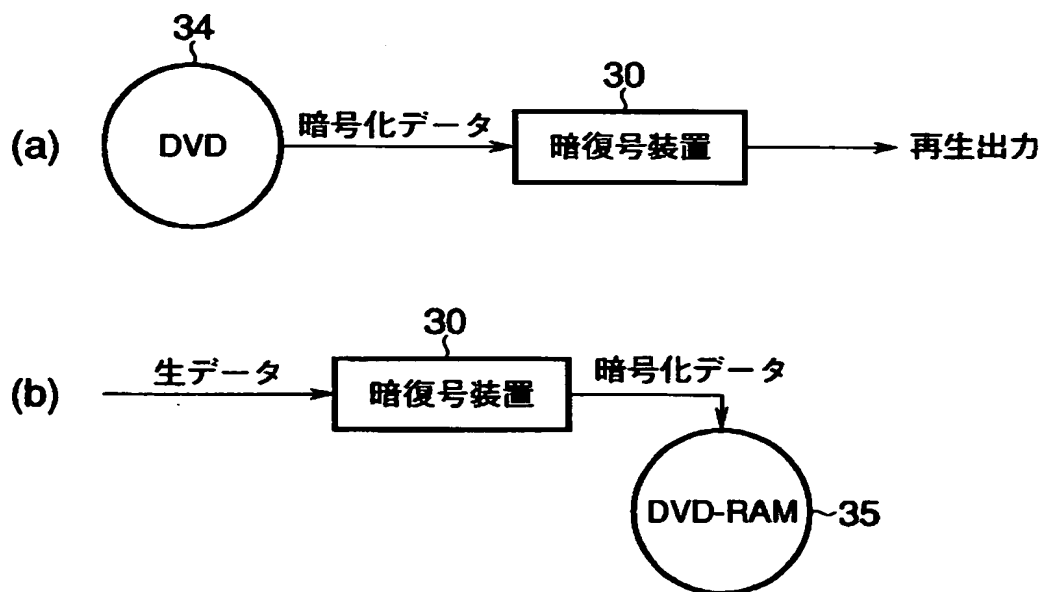 34
30
(a)
DVD
暗号化データ
暗復号装置
再生出力
30
(b)
生データ
暗復号装置
暗号化データ
DVD-RAM
35